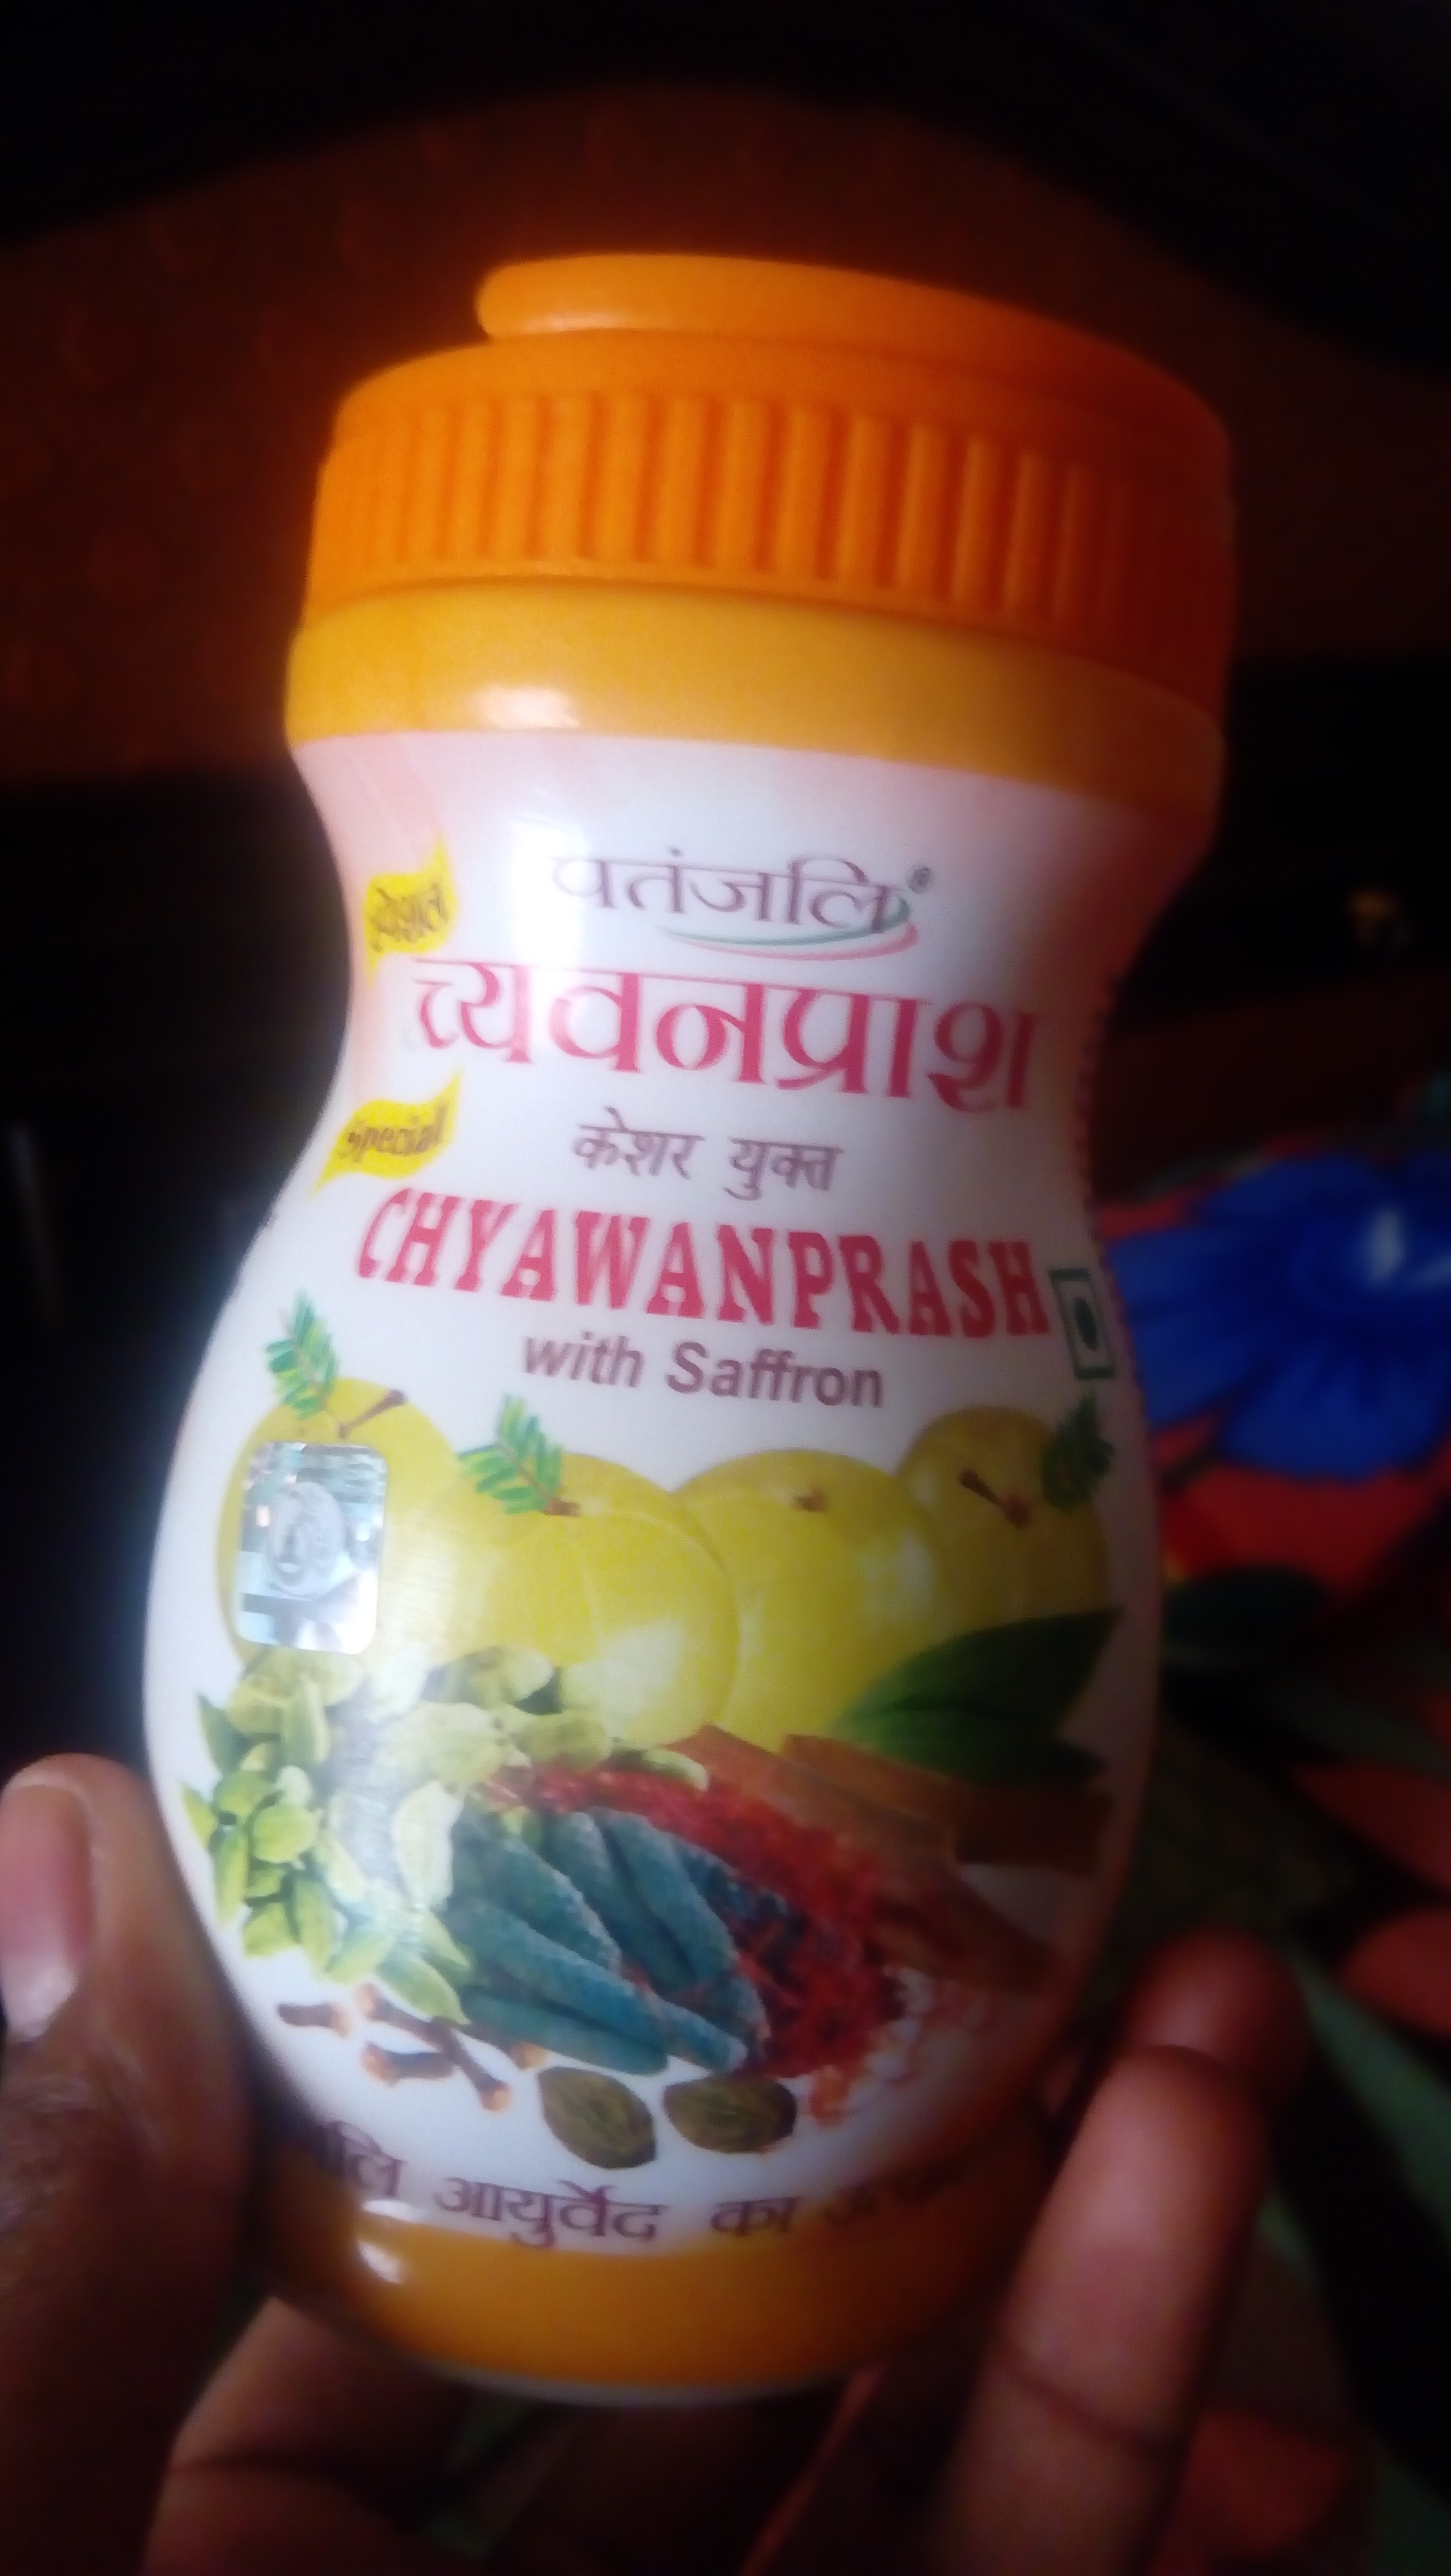 पतंजलि®
स्पेशल
च्यवनप्राश
केशर युक्त
Special
CHYAWANPRASH
with Saffron
आयुर्वेद का